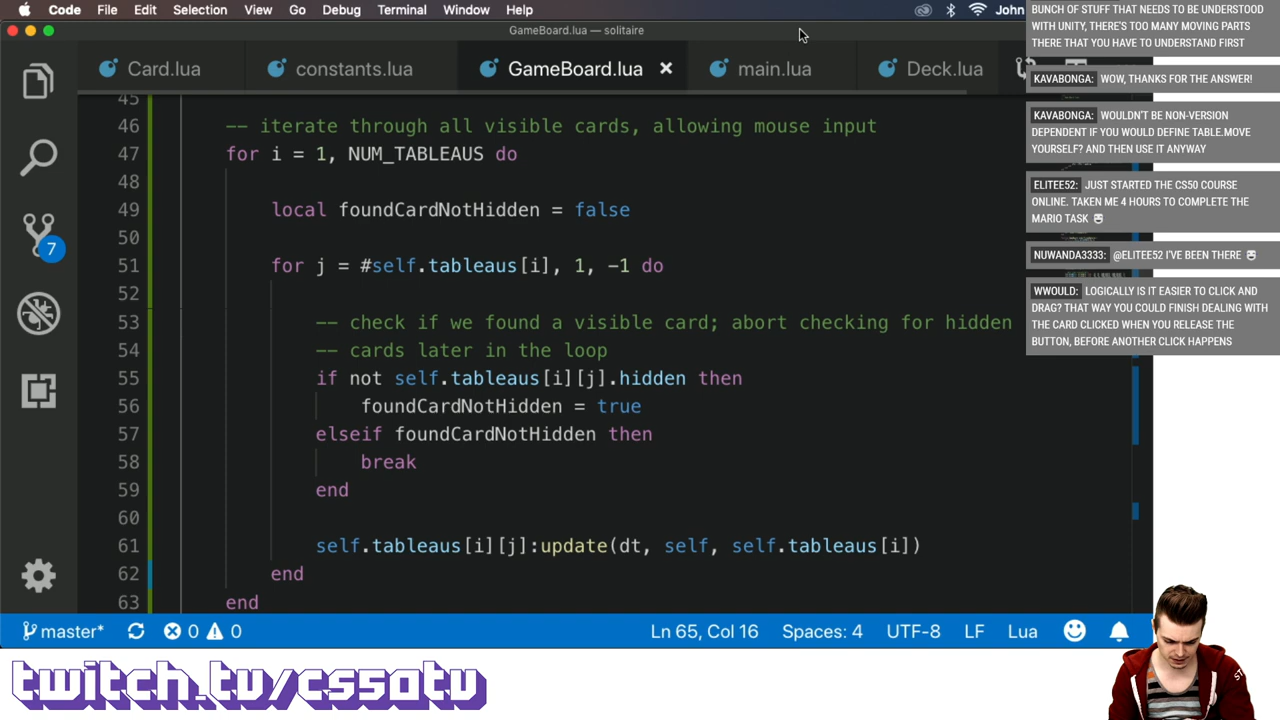 Code File Edit Selection View Go Debug Terminal Window Help John
GameBoard.lua — solitaire
Card.lua constants.lua GameBoard.lua main.lua Deck.lua
45
46 -- iterate through all visible cards, allowing mouse input
47 for i = 1, NUM_TABLEAUS do
48
49 local foundCardNotHidden = false
50
51 for j = #self.tableaus[i], 1, -1 do
52
53 -- check if we found a visible card; abort checking for hidden
54 -- cards later in the loop
55 if not self.tableaus[i][j].hidden then
56 foundCardNotHidden = true
57 elseif foundCardNotHidden then
58 break
59 end
60
61 self.tableaus[i][j]:update(dt, self, self.tableaus[i])
62 end
63 end
7
master* 0 0 Ln 65, Col 16 Spaces: 4 UTF-8 LF Lua
BUNCH OF STUFF THAT NEEDS TO BE UNDERSTOOD
WITH UNITY, THERE'S TOO MANY MOVING PARTS
THERE THAT YOU HAVE TO UNDERSTAND FIRST
KAVABONGA: WOW, THANKS FOR THE ANSWER!
KAVABONGA: WOULDN'T BE NON-VERSION
DEPENDENT IF YOU WOULD DEFINE TABLE.MOVE
YOURSELF? AND THEN USE IT ANYWAY
ELITEE52: JUST STARTED THE CS50 COURSE
ONLINE. TAKEN ME 4 HOURS TO COMPLETE THE
MARIO TASK
NUWANDA3333: @ELITEE52 I'VE BEEN THERE
WWOULD: LOGICALLY IS IT EASIER TO CLICK AND
DRAG? THAT WAY YOU COULD FINISH DEALING WITH
THE CARD CLICKED WHEN YOU RELEASE THE
BUTTON, BEFORE ANOTHER CLICK HAPPENS
twitch.tv/cs50tv